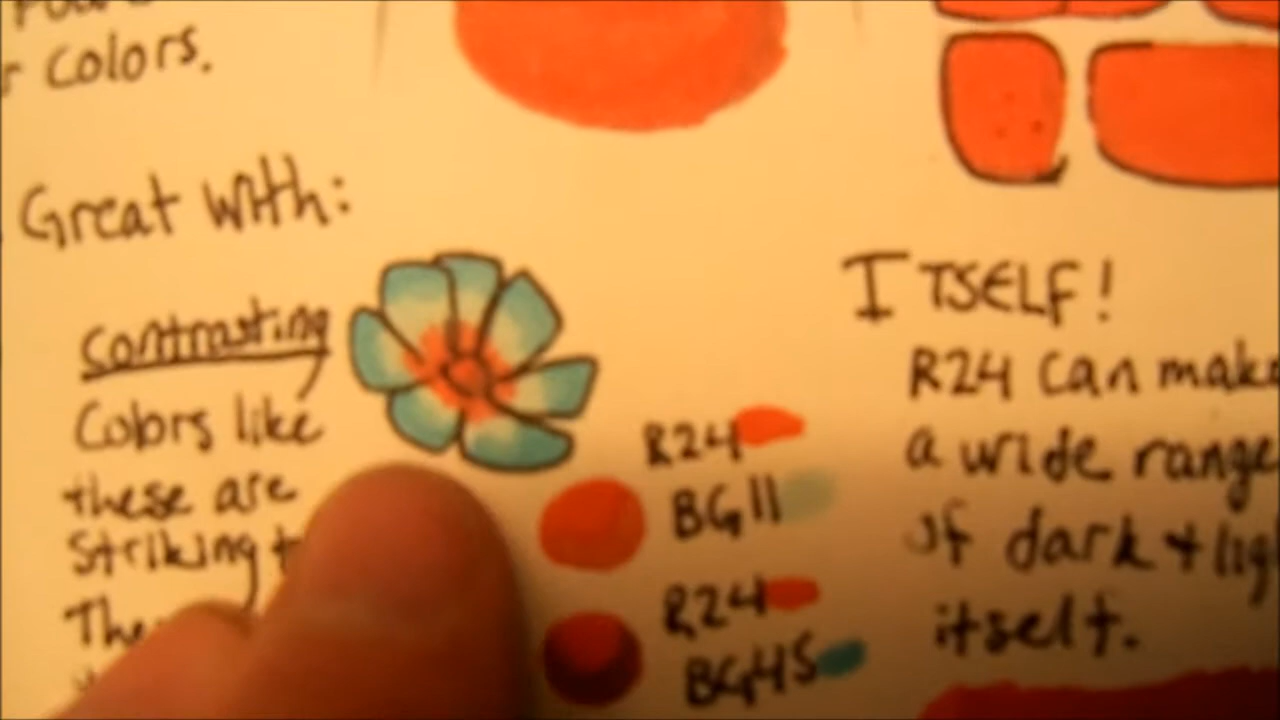 colors.
Great with:
contrasting
Colors like
these are
striking
R24
BG11
R24
BG45
ITSELF!
R24 can make
a wide range
of dark + lig
itself.